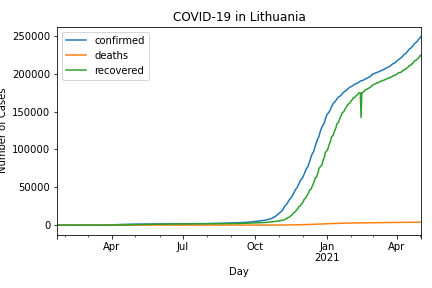 COVID-19 in Lithuania
confirmed
deaths
recovered
250000
200000
150000
100000
50000
0
Number of Cases
Apr
Jul
Oct
Jan
2021
Apr
Day